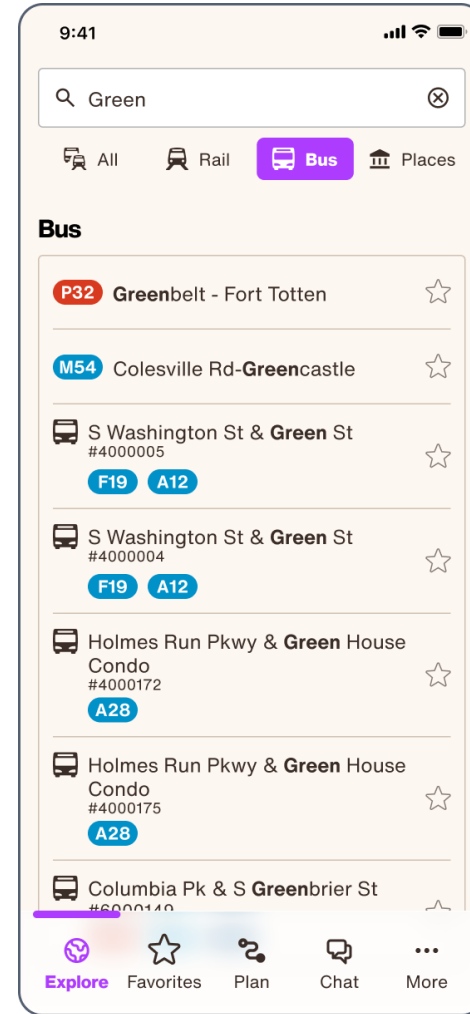 9:41
Green
All Rail Bus Places
Bus
P32 Greenbelt - Fort Totten
M54 Colesville Rd-Greencastle
S Washington St & Green St
#4000005
F19 A12
S Washington St & Green St
#4000004
F19 A12
Holmes Run Pkwy & Green House
Condo
#4000172
A28
Holmes Run Pkwy & Green House
Condo
#4000175
A28
Columbia Pk & S Greenbrier St
Explore Favorites Plan Chat More